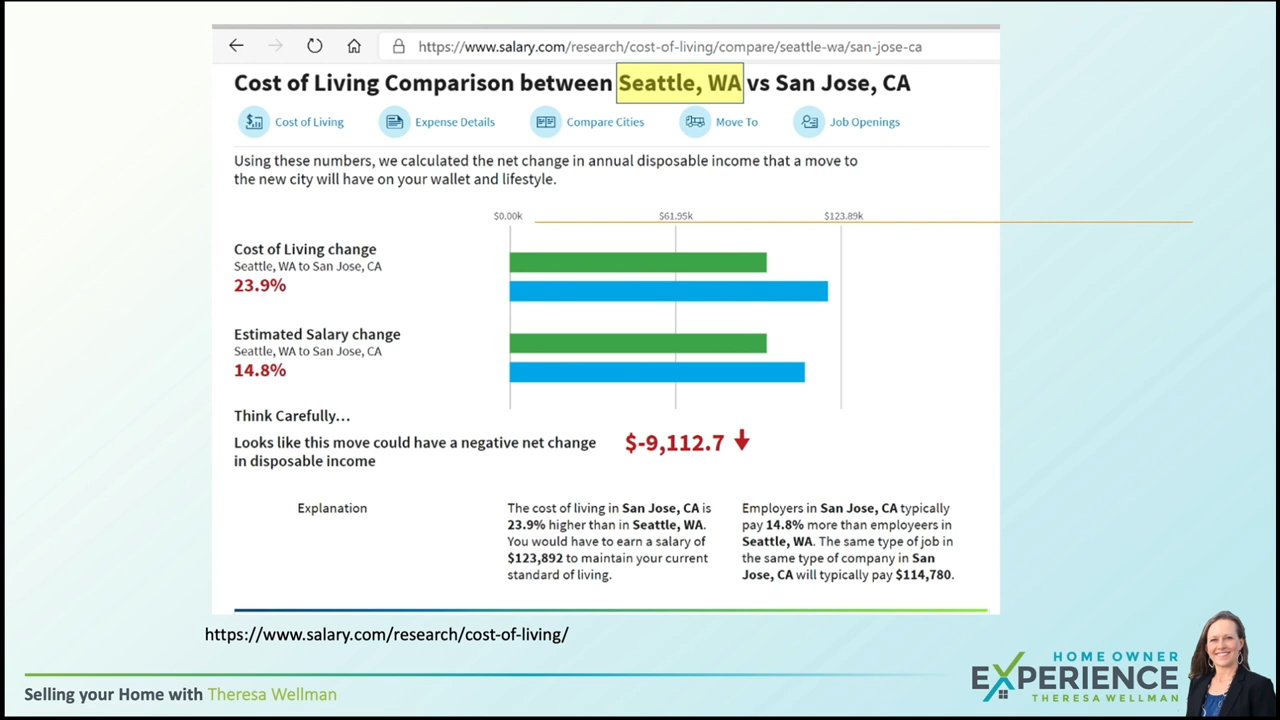 https://www.salary.com/research/cost-of-living/compare/seattle-wa/san-jose-ca
Cost of Living Comparison between Seattle, WA vs San Jose, CA
Cost of Living
Expense Details
Compare Cities
Move To
Job Openings
Using these numbers, we calculated the net change in annual disposable income that a move to
the new city will have on your wallet and lifestyle.
$0.00k
$61.95k
$123.89k
Cost of Living change
Seattle, WA to San Jose, CA
23.9%
Estimated Salary change
Seattle, WA to San Jose, CA
14.8%
Think Carefully…
Looks like this move could have a negative net change
in disposable income
$-9,112.7
Explanation
The cost of living in San Jose, CA is
23.9% higher than in Seattle, WA.
You would have to earn a salary of
$123,892 to maintain your current
standard of living.
Employers in San Jose, CA typically
pay 14.8% more than employeers in
Seattle, WA. The same type of job in
the same type of company in San
Jose, CA will typically pay $114,780.
https://www.salary.com/research/cost-of-living/
Selling your Home with Theresa Wellman
HOME OWNER
EXPERIENCE
THERESA WELLMAN